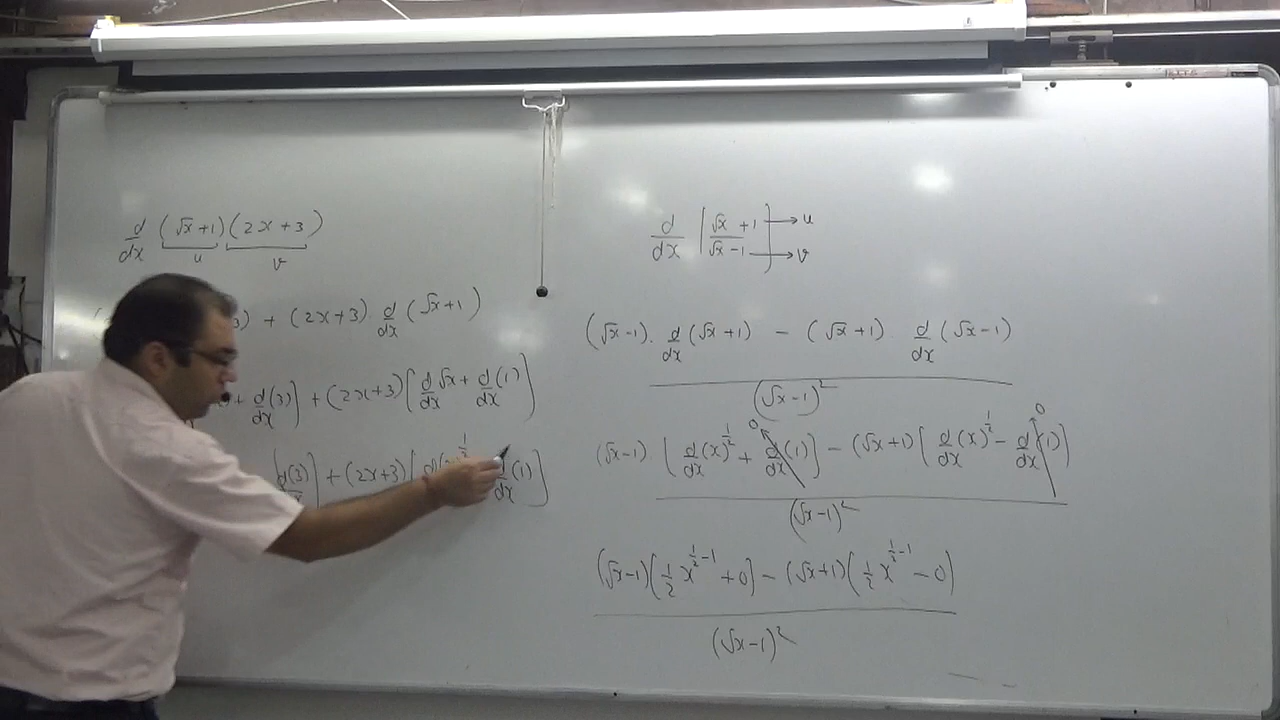 d/dx (√x + 1)(2x + 3)
u v
3) + (2x+3) · d/dx (√x + 1)
+ d/dx (3)] + (2x+3) [d/dx √x + d/dx (1)]
d/dx (3)] + (2x+3) [d/dx (1)]
d/dx [(√x + 1)/(√x − 1)] → u → v
(√x − 1) · d/dx (√x + 1) − (√x + 1) d/dx (√x − 1)
(√x − 1)²
(√x − 1) [d/dx (x)^½ + d/dx (1)] − (√x + 1) [d/dx (x)^½ − d/dx (1)]
0 0
(√x − 1)²
(√x − 1)(½ x^(½−1) + 0) − (√x + 1)(½ x^(½−1) − 0)
(√x − 1)²